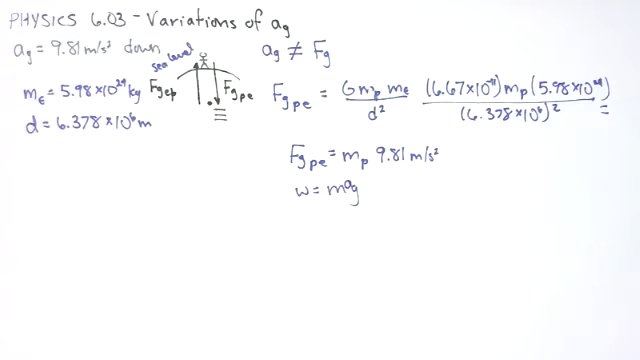 PHYSICS 6.03 - Variations of ag
ag = 9.81 m/s² down
sea level
ag ≠ Fg
mE = 5.98×10²⁴ kg
d = 6.378×10⁶ m
Fgep
Fgpe
Fgpe = G mp me / d² (6.67×10⁻¹¹) mp (5.98×10²⁴) / (6.378×10⁶)² =
Fgpe = mp 9.81 m/s²
w = mag